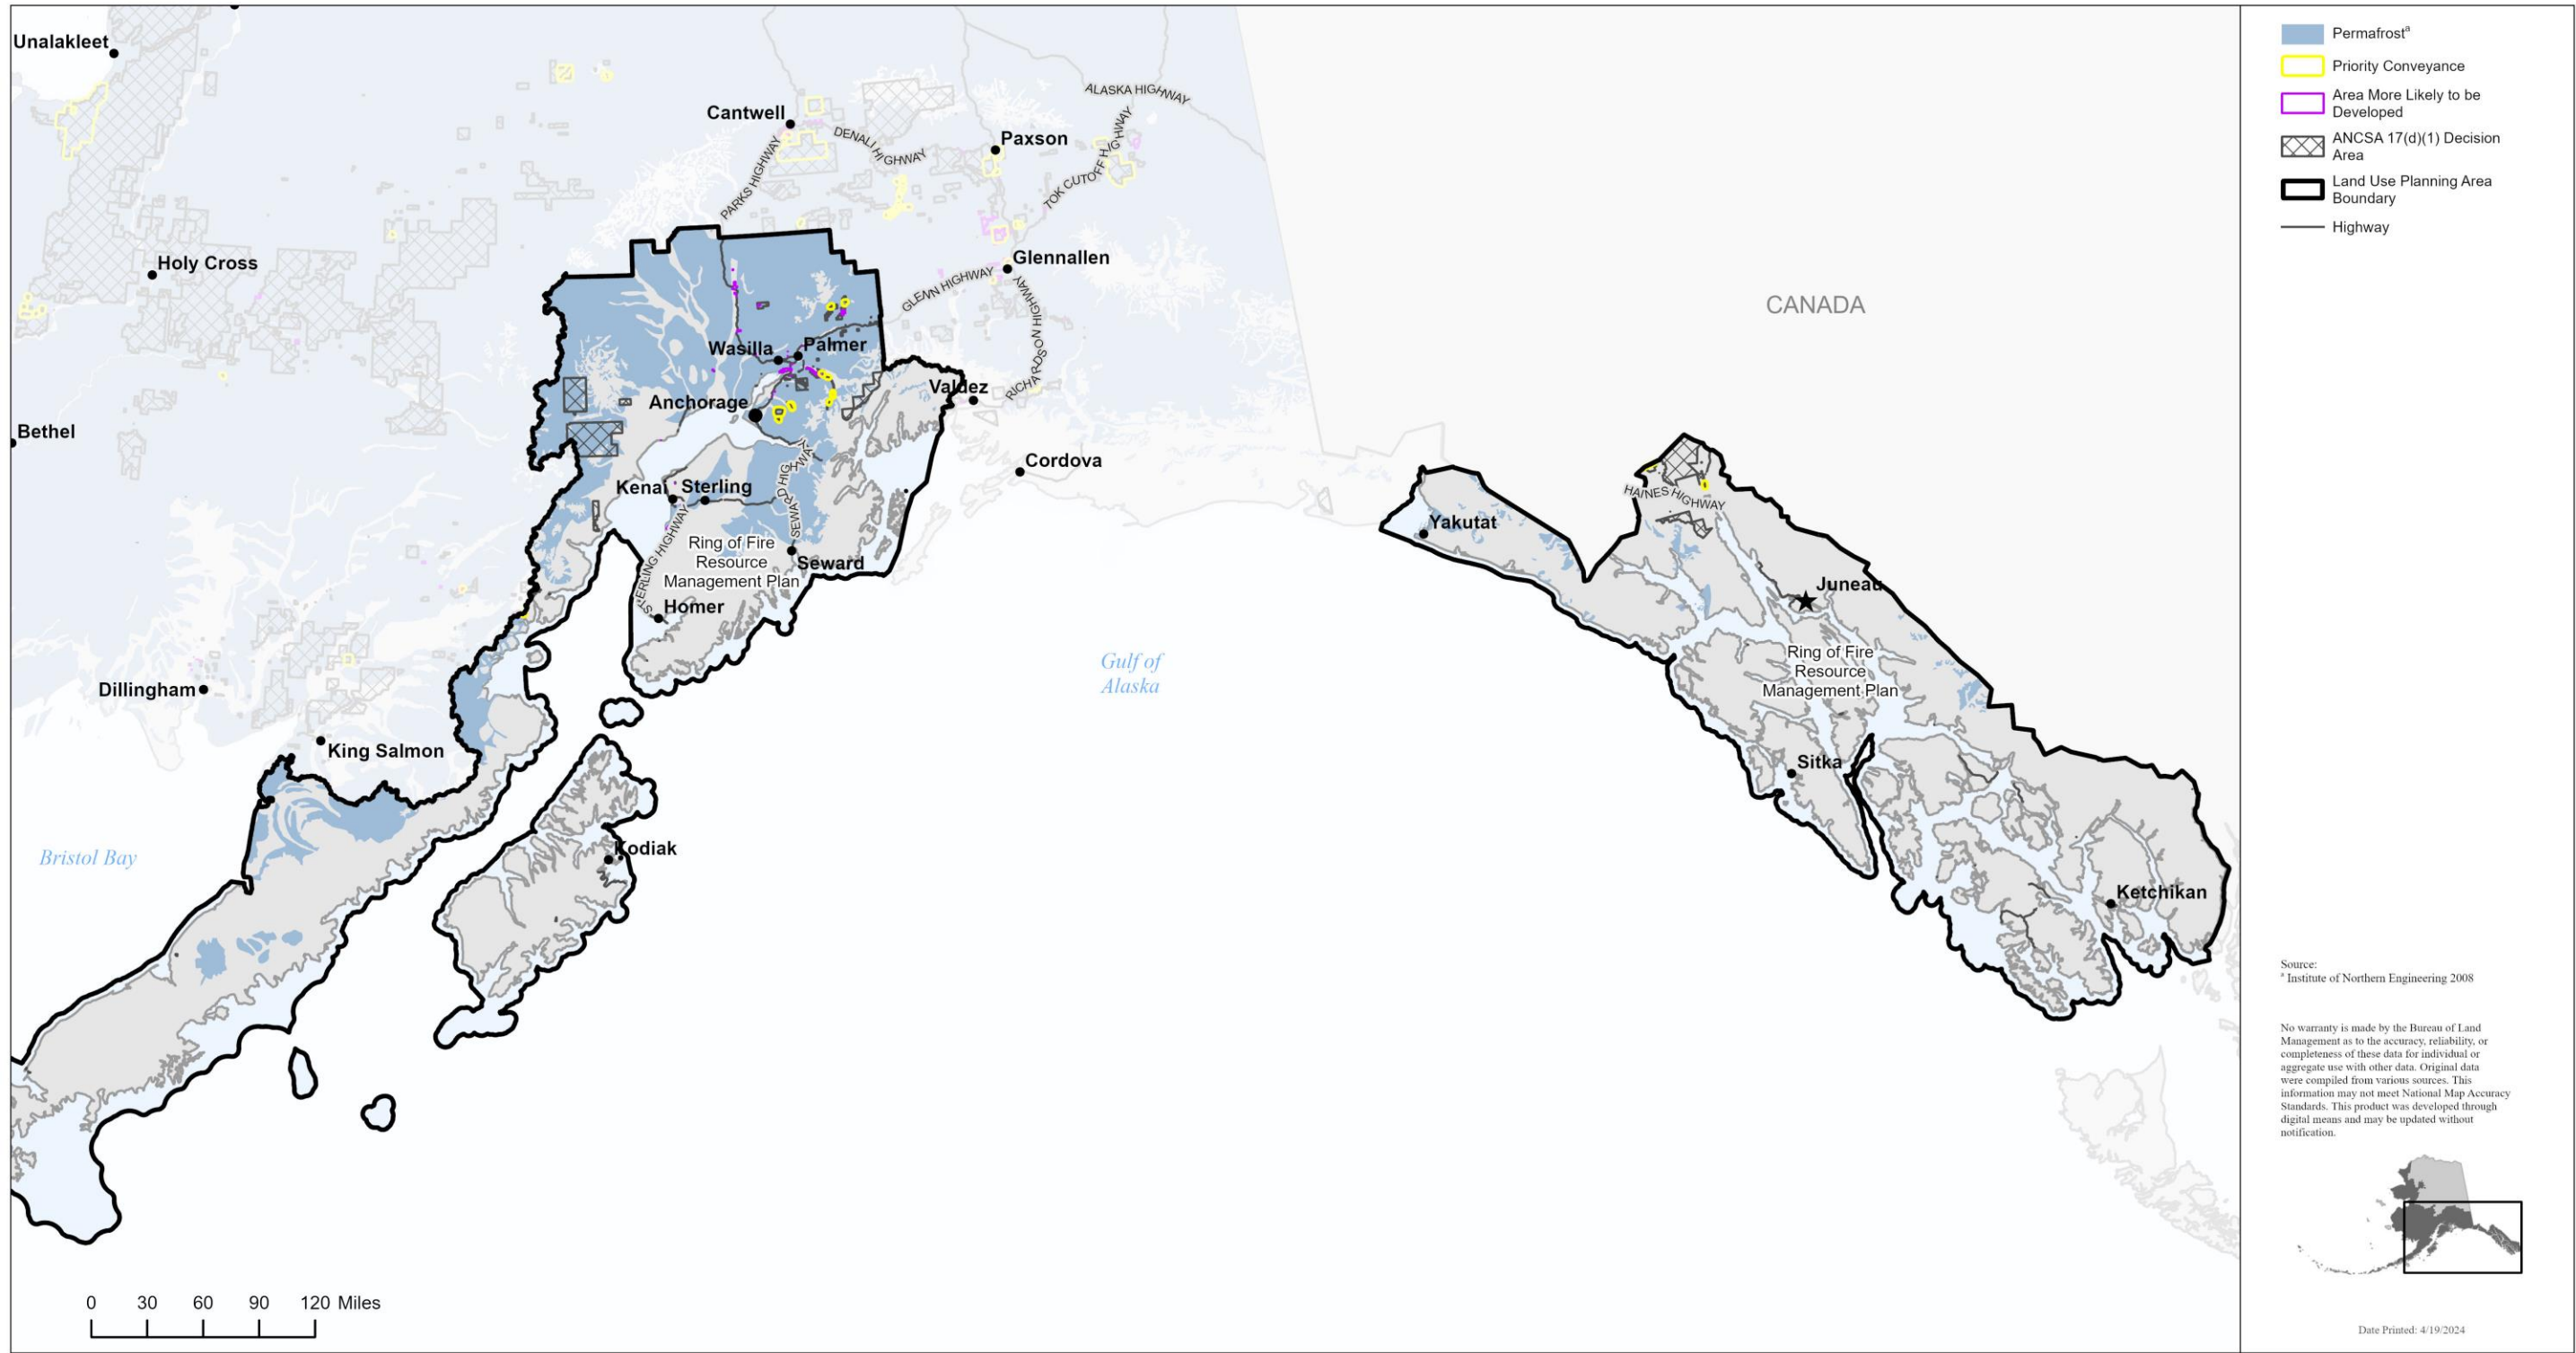 Unalakleet
Cantwell
ALASKA HIGHWAY
DENALI HIGHWAY
Paxson
PARKS HIGHWAY
TOK CUTOFF HIGHWAY
Holy Cross
Glennallen
GLENN HIGHWAY
RICHARDSON HIGHWAY
CANADA
Wasilla
Palmer
Valdez
Anchorage
Bethel
Cordova
SEWARD HIGHWAY
Kenai
Sterling
STERLING HIGHWAY
Ring of Fire
Resource
Management Plan
Seward
Homer
HAINES HIGHWAY
Yakutat
Juneau
Gulf of
Alaska
Ring of Fire
Resource
Management Plan
Dillingham
King Salmon
Sitka
Bristol Bay
Kodiak
Ketchikan
0 30 60 90 120 Miles
Permafrostᵃ
Priority Conveyance
Area More Likely to be
Developed
ANCSA 17(d)(1) Decision
Area
Land Use Planning Area
Boundary
Highway
Source:
ᵃ Institute of Northern Engineering 2008
No warranty is made by the Bureau of Land
Management as to the accuracy, reliability, or
completeness of these data for individual or
aggregate use with other data. Original data
were compiled from various sources. This
information may not meet National Map Accuracy
Standards. This product was developed through
digital means and may be updated without
notification.
Date Printed: 4/19/2024